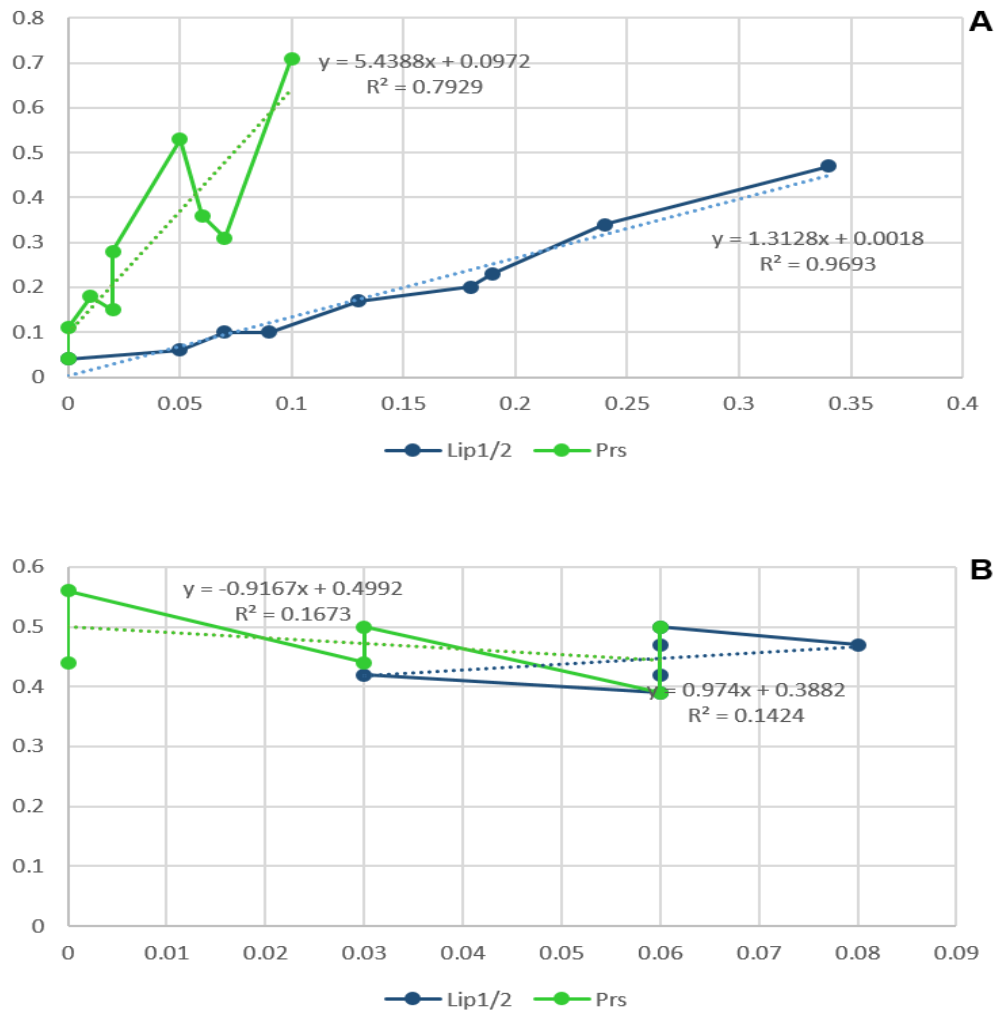 A
0.8
0.7
0.6
0.5
0.4
0.3
0.2
0.1
0
y = 5.4388x + 0.0972
R² = 0.7929
y = 1.3128x + 0.0018
R² = 0.9693
0 0.05 0.1 0.15 0.2 0.25 0.3 0.35 0.4
Lip1/2 Prs
B
0.6
0.5
0.4
0.3
0.2
0.1
0
y = -0.9167x + 0.4992
R² = 0.1673
y = 0.974x + 0.3882
R² = 0.1424
0 0.01 0.02 0.03 0.04 0.05 0.06 0.07 0.08 0.09
Lip1/2 Prs